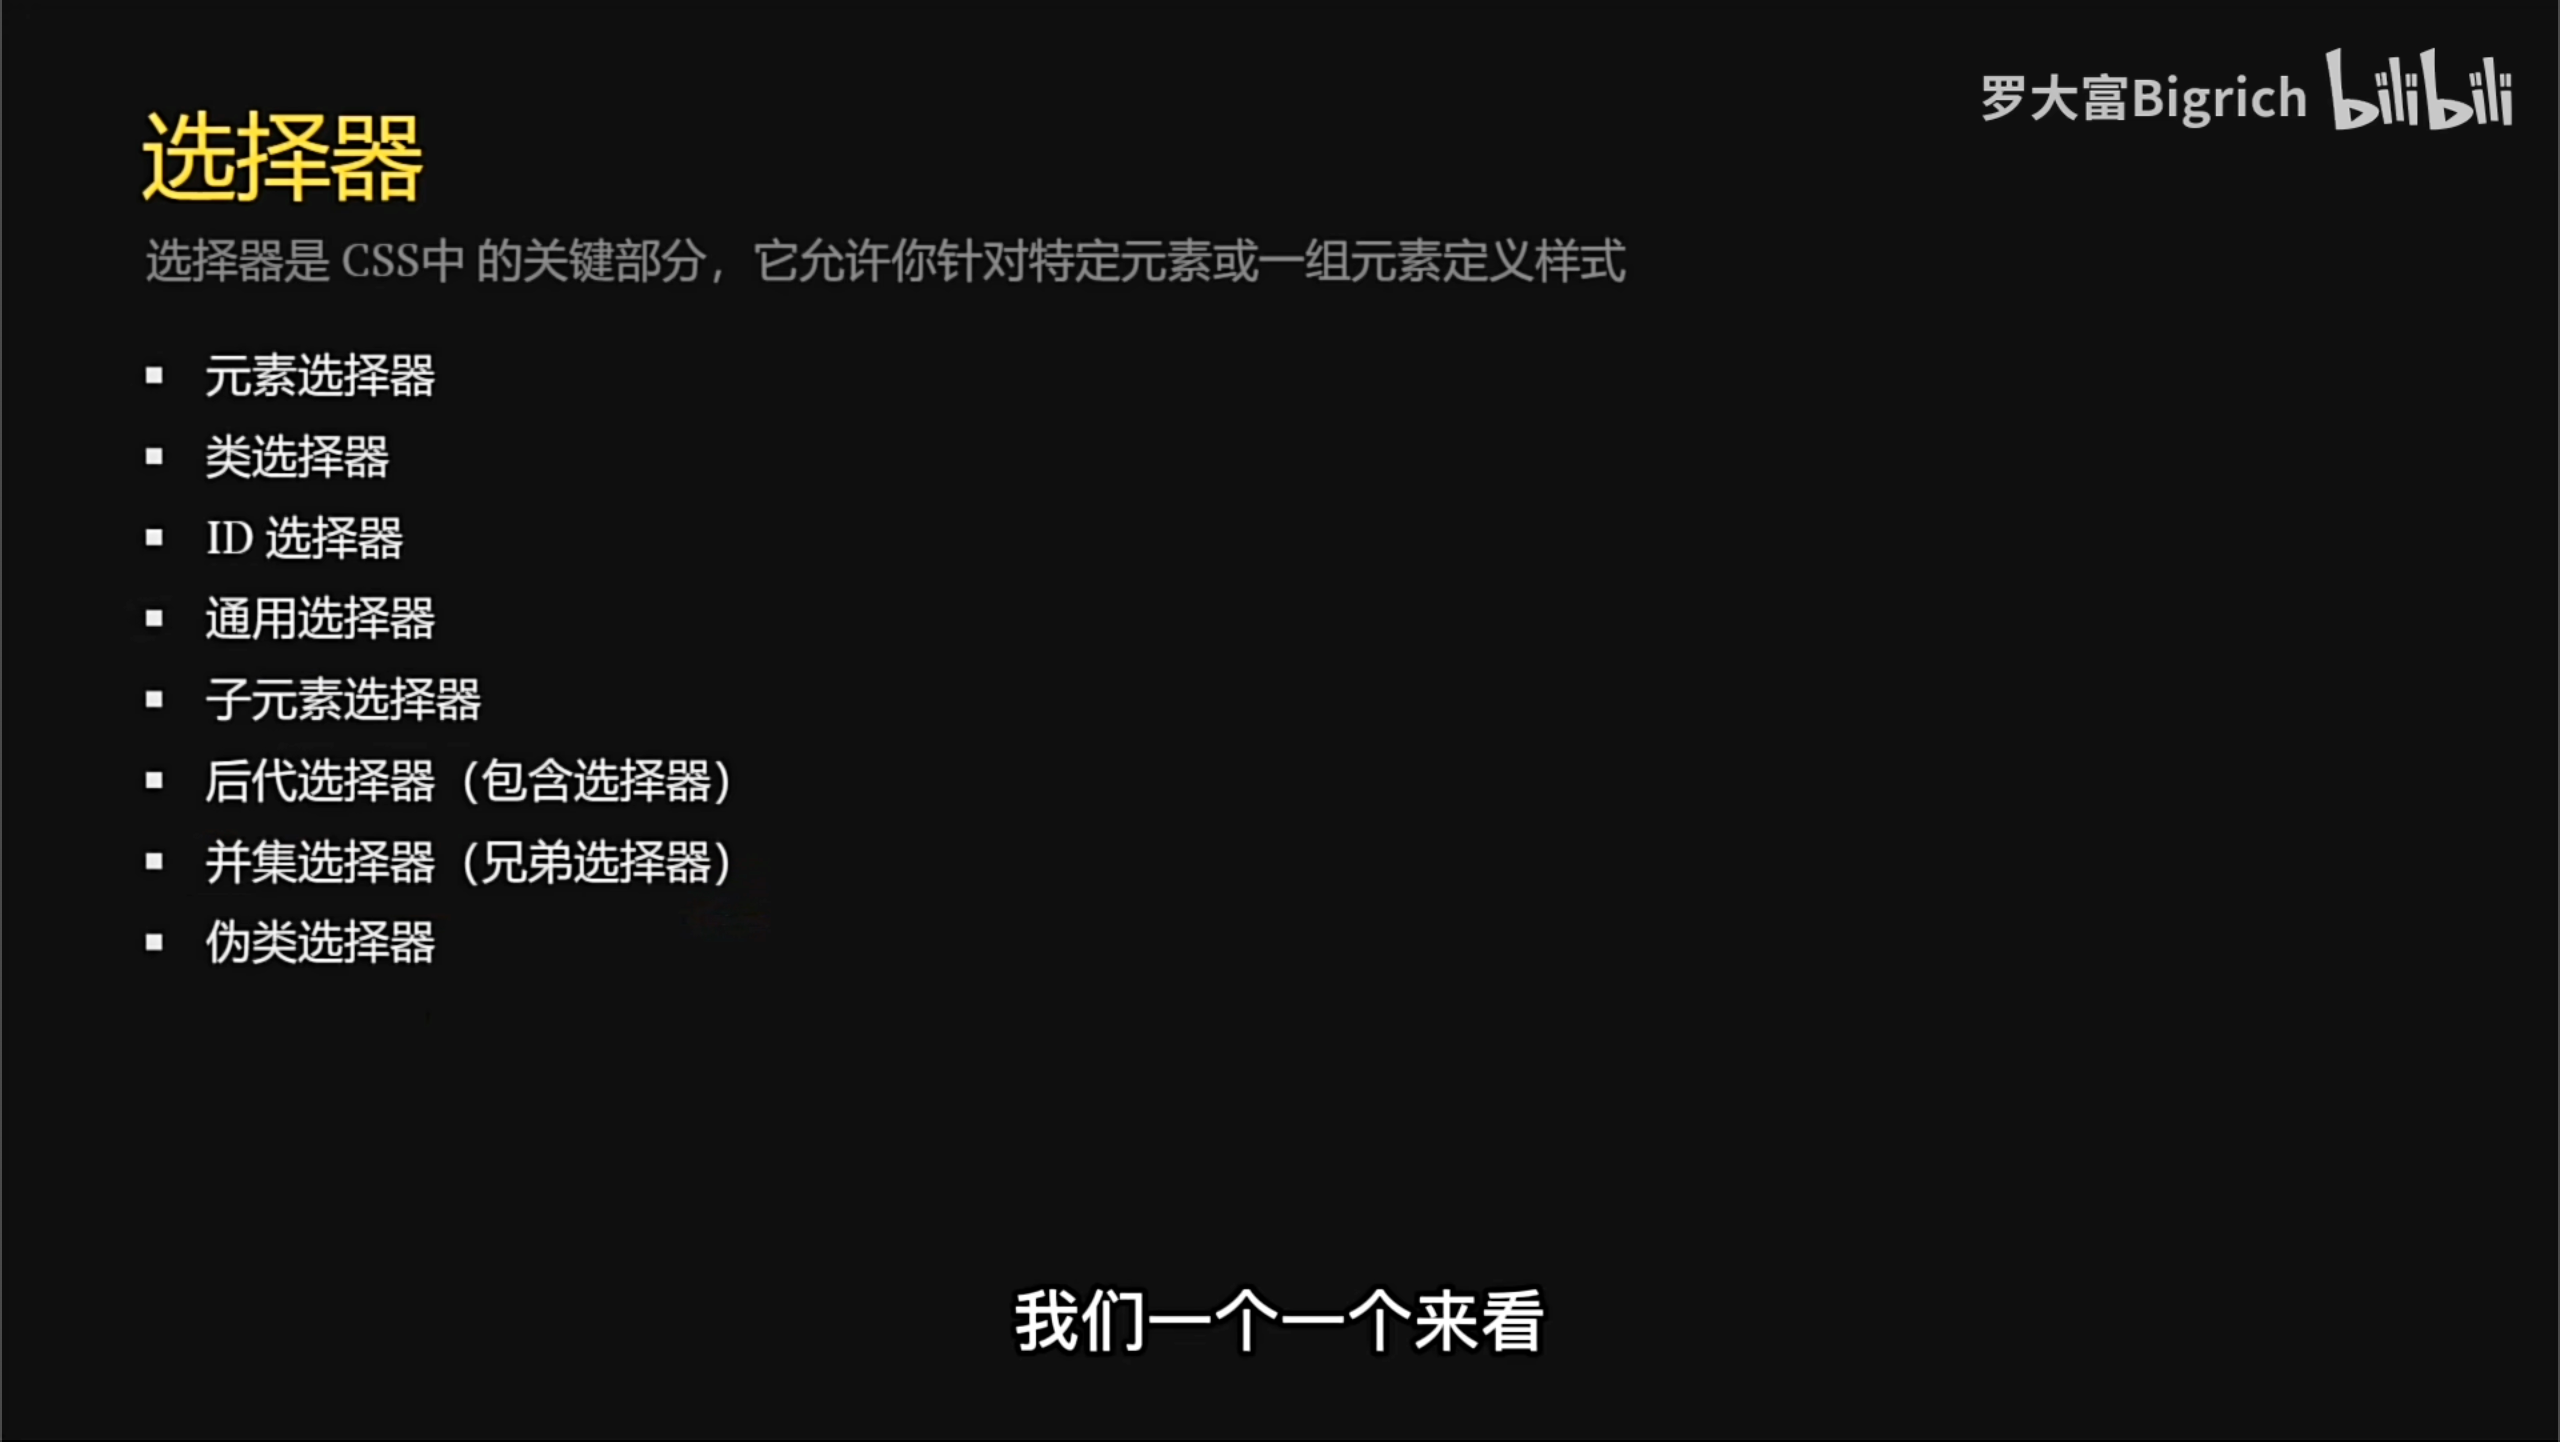 罗大富Bigrich bilibili
选择器
选择器是 CSS中 的关键部分，它允许你针对特定元素或一组元素定义样式
▪ 元素选择器
▪ 类选择器
▪ ID 选择器
▪ 通用选择器
▪ 子元素选择器
▪ 后代选择器（包含选择器）
▪ 并集选择器（兄弟选择器）
▪ 伪类选择器
我们一个一个来看